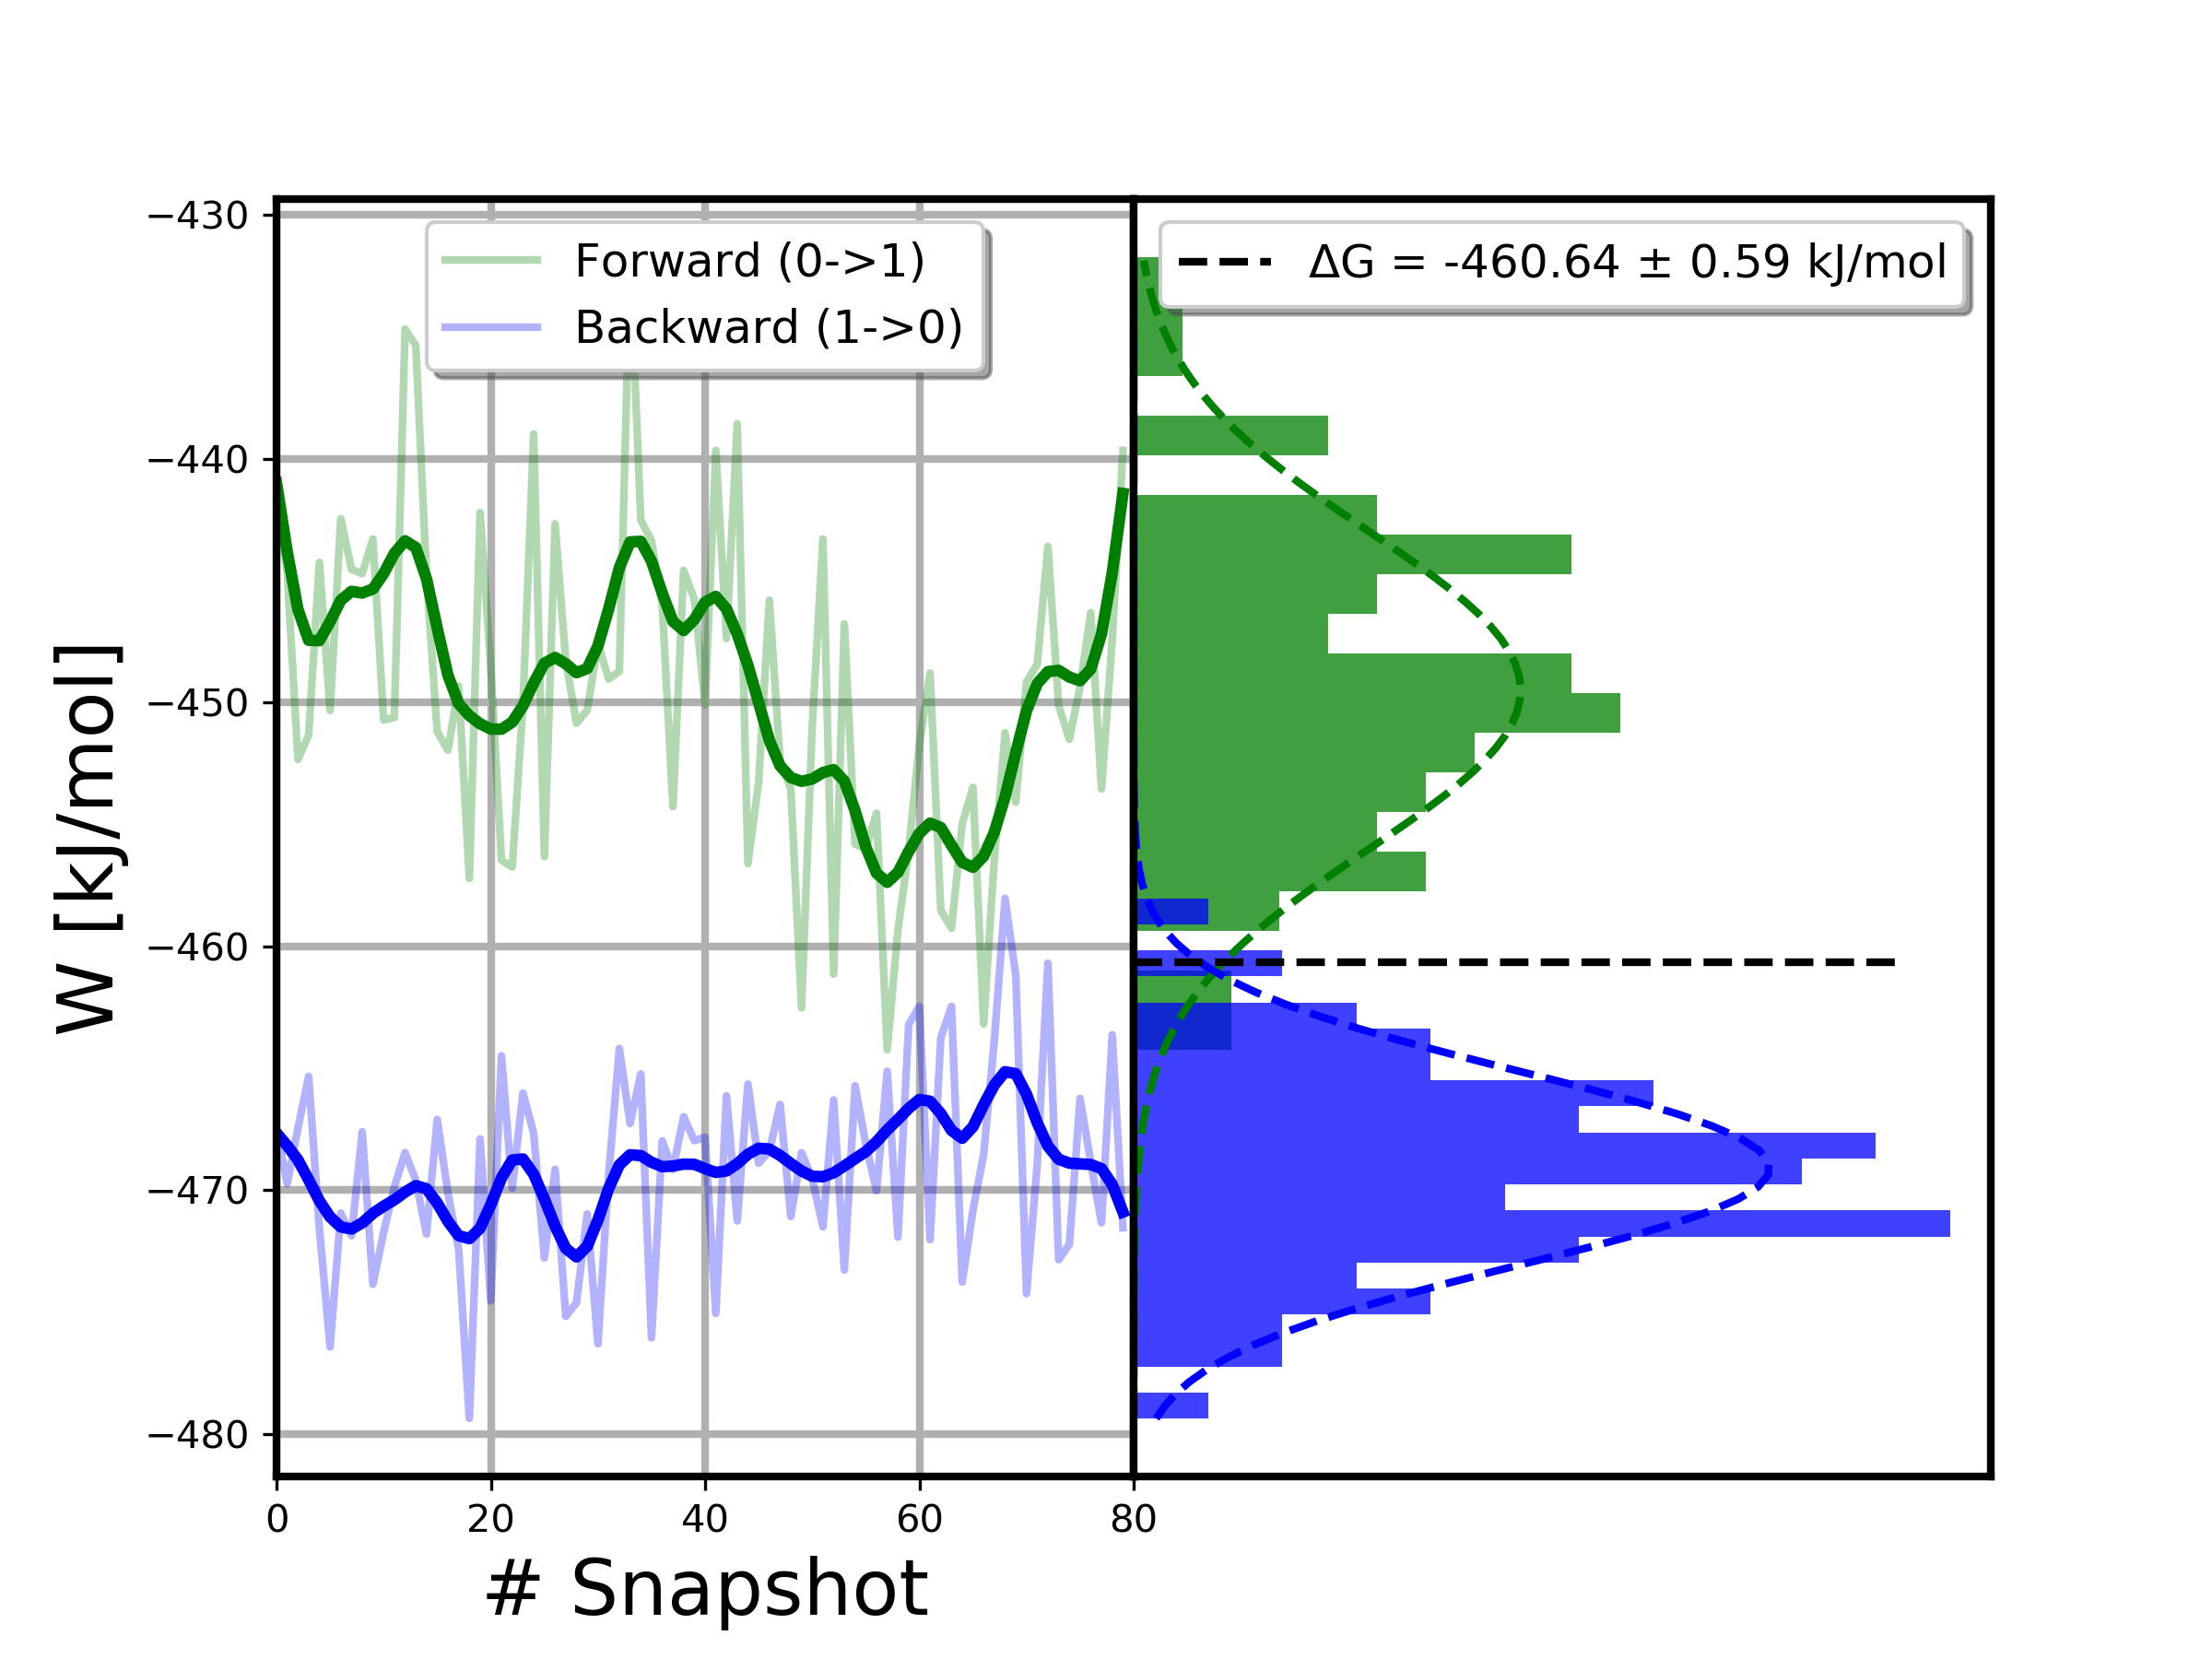 −430
−440
−450
−460
−470
−480
W [kJ/mol]
Forward (0->1)
Backward (1->0)
ΔG = -460.64 ± 0.59 kJ/mol
0 20 40 60 80
# Snapshot